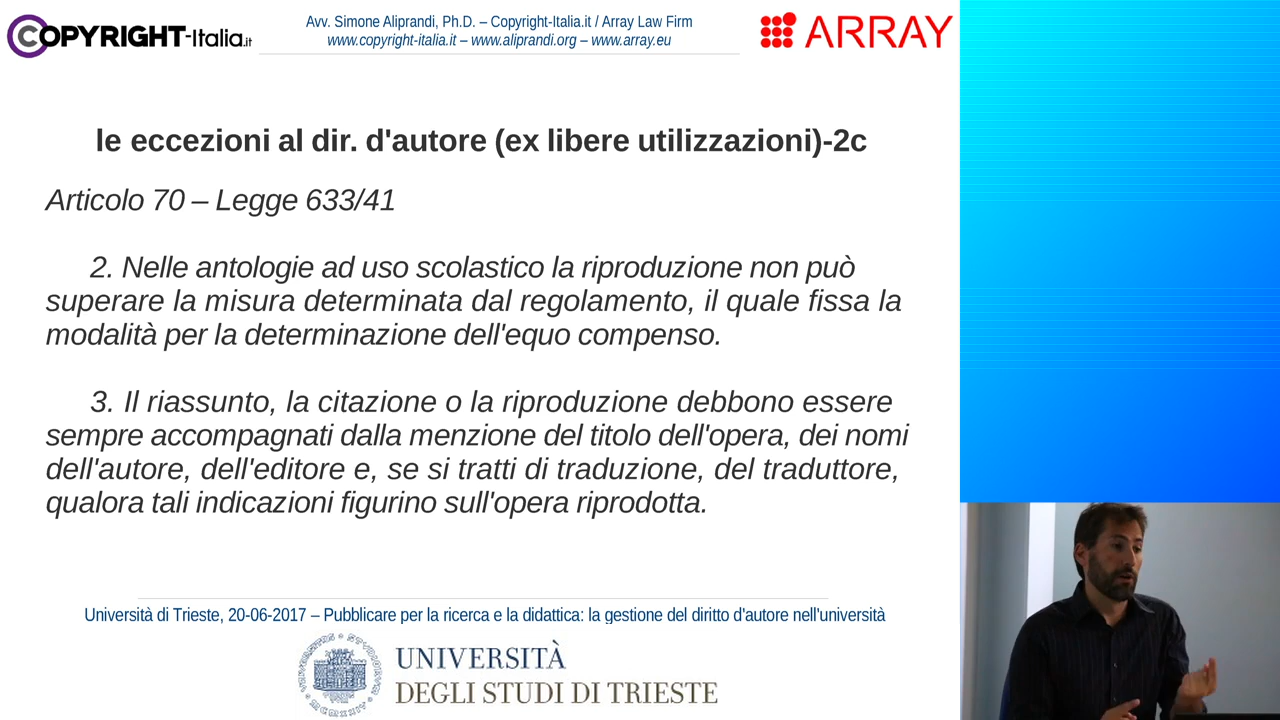 COPYRIGHT-Italia.it
Avv. Simone Aliprandi, Ph.D. – Copyright-Italia.it / Array Law Firm
www.copyright-italia.it – www.aliprandi.org – www.array.eu
ARRAY
le eccezioni al dir. d'autore (ex libere utilizzazioni)-2c
Articolo 70 – Legge 633/41
2. Nelle antologie ad uso scolastico la riproduzione non può
superare la misura determinata dal regolamento, il quale fissa la
modalità per la determinazione dell'equo compenso.
3. Il riassunto, la citazione o la riproduzione debbono essere
sempre accompagnati dalla menzione del titolo dell'opera, dei nomi
dell'autore, dell'editore e, se si tratti di traduzione, del traduttore,
qualora tali indicazioni figurino sull'opera riprodotta.
Università di Trieste, 20-06-2017 – Pubblicare per la ricerca e la didattica: la gestione del diritto d'autore nell'università
UNIVERSITÀ
DEGLI STUDI DI TRIESTE